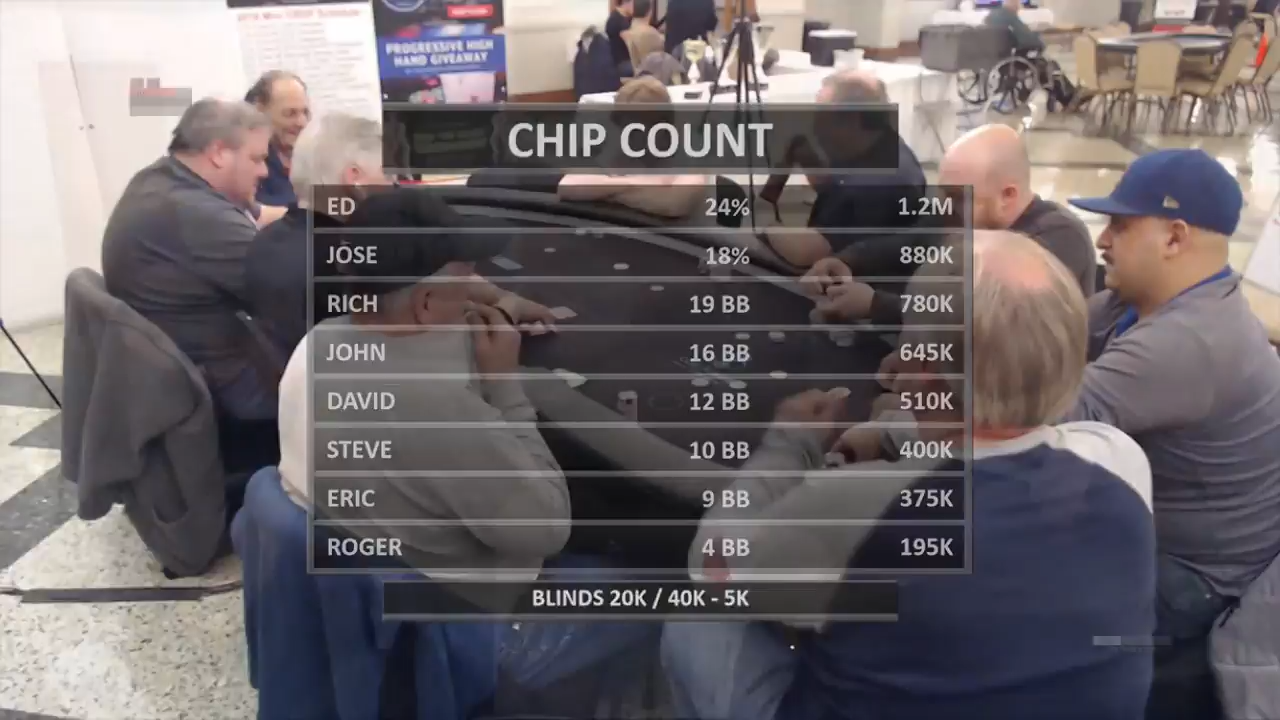 PROGRESSIVE HIGH
HAND GIVEAWAY
CHIP COUNT
ED 24% 1.2M
JOSE 18% 880K
RICH 19 BB 780K
JOHN 16 BB 645K
DAVID 12 BB 510K
STEVE 10 BB 400K
ERIC 9 BB 375K
ROGER 4 BB 195K
BLINDS 20K / 40K - 5K